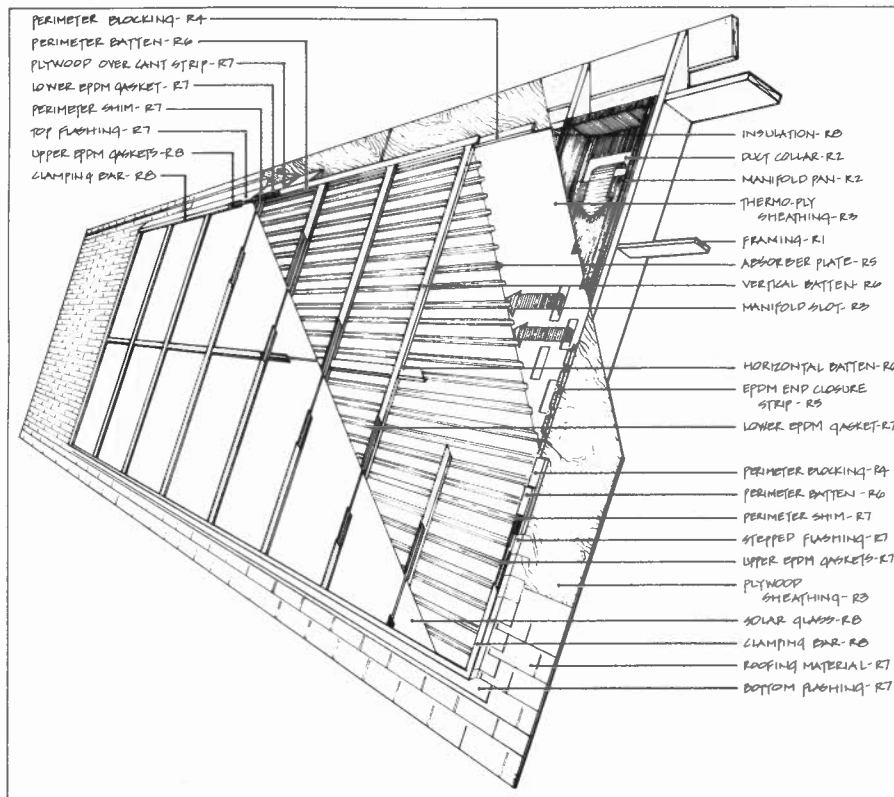 PERIMETER BLOCKING-R4
PERIMETER BATTEN-R6
PLYWOOD OVER CANT STRIP-R7
LOWER EPDM GASKET-R7
PERIMETER SHIM-R7
TOP FLASHING-R7
UPPER EPDM GASKETS-R8
CLAMPING BAR-R8
INSULATION-R8
DUCT COLLAR-R2
MANIFOLD PAN-R2
THERMO-PLY
SHEATHING-R3
FRAMING-R1
ABSORBER PLATE-R5
VERTICAL BATTEN-R6
MANIFOLD SLOT-R3
HORIZONTAL BATTEN-R6
EPDM END CLOSURE
STRIP-R5
LOWER EPDM GASKET-R7
PERIMETER BLOCKING-R4
PERIMETER BATTEN-R6
PERIMETER SHIM-R7
STEPPED FLASHING-R7
UPPER EPDM GASKETS-R7
PLYWOOD
SHEATHING-R3
SOLAR GLASS-R8
CLAMPING BAR-R8
ROOFING MATERIAL-R7
BOTTOM FLASHING-R7